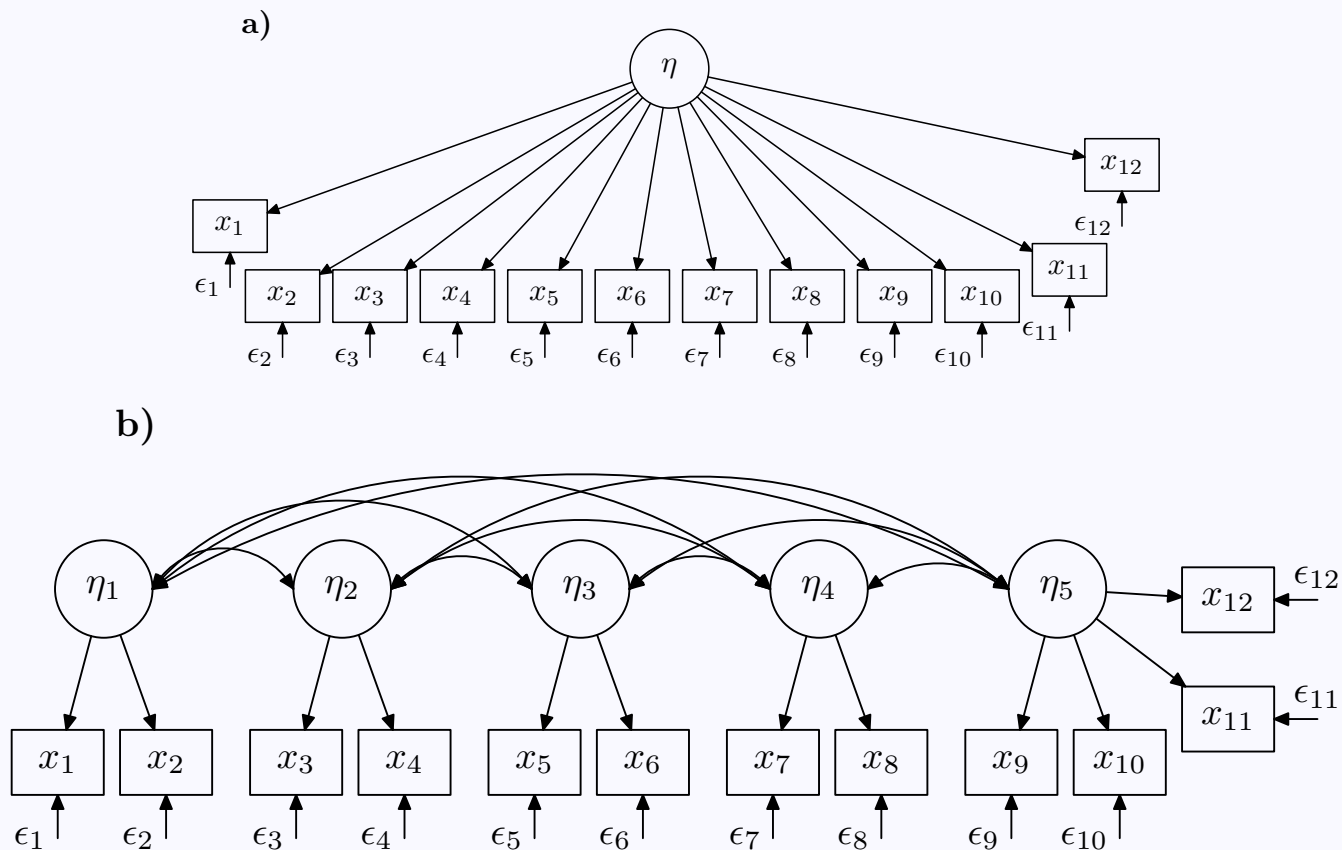 a)
η
x₁₂
x₁
ϵ₁₂
x₁₁
ϵ₁
x₂ x₃ x₄ x₅ x₆ x₇ x₈ x₉ x₁₀
ϵ₁₁
ϵ₂ ϵ₃ ϵ₄ ϵ₅ ϵ₆ ϵ₇ ϵ₈ ϵ₉ ϵ₁₀
b)
η₁ η₂ η₃ η₄ η₅
x₁₂ ϵ₁₂
x₁₁ ϵ₁₁
x₁ x₂ x₃ x₄ x₅ x₆ x₇ x₈ x₉ x₁₀
ϵ₁ ϵ₂ ϵ₃ ϵ₄ ϵ₅ ϵ₆ ϵ₇ ϵ₈ ϵ₉ ϵ₁₀